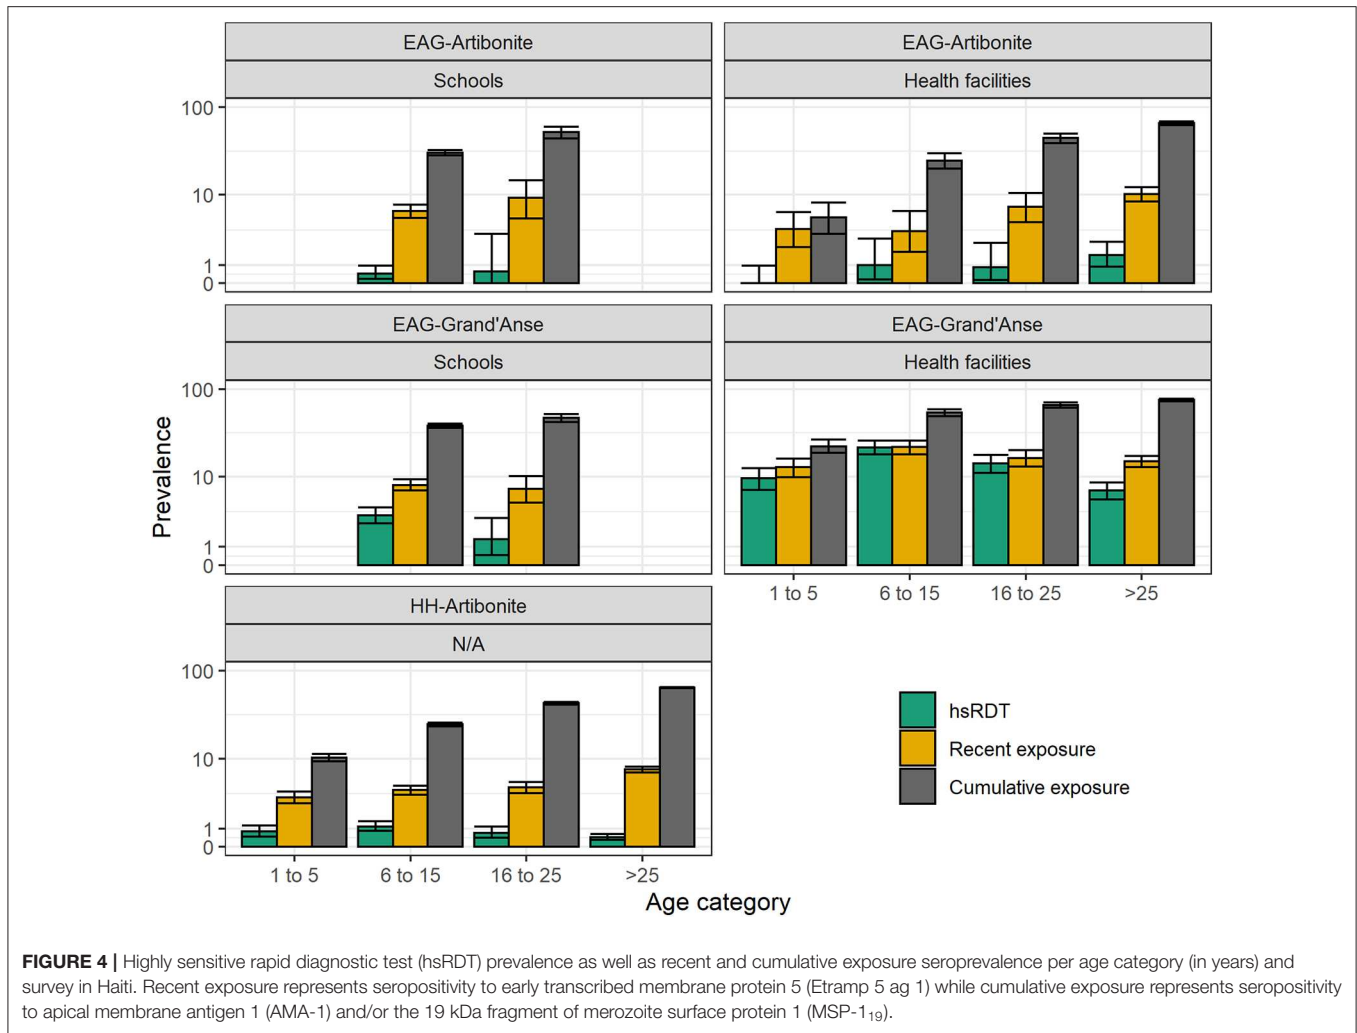 EAG-Artibonite
Schools
100
10
1
0
EAG-Artibonite
Health facilities
EAG-Grand'Anse
Schools
100
10
1
0
EAG-Grand'Anse
Health facilities
1 to 5 6 to 15 16 to 25 >25
Prevalence
HH-Artibonite
N/A
100
10
1
0
1 to 5 6 to 15 16 to 25 >25
Age category
hsRDT
Recent exposure
Cumulative exposure
FIGURE 4 | Highly sensitive rapid diagnostic test (hsRDT) prevalence as well as recent and cumulative exposure seroprevalence per age category (in years) and
survey in Haiti. Recent exposure represents seropositivity to early transcribed membrane protein 5 (Etramp 5 ag 1) while cumulative exposure represents seropositivity
to apical membrane antigen 1 (AMA-1) and/or the 19 kDa fragment of merozoite surface protein 1 (MSP-1₁₉).